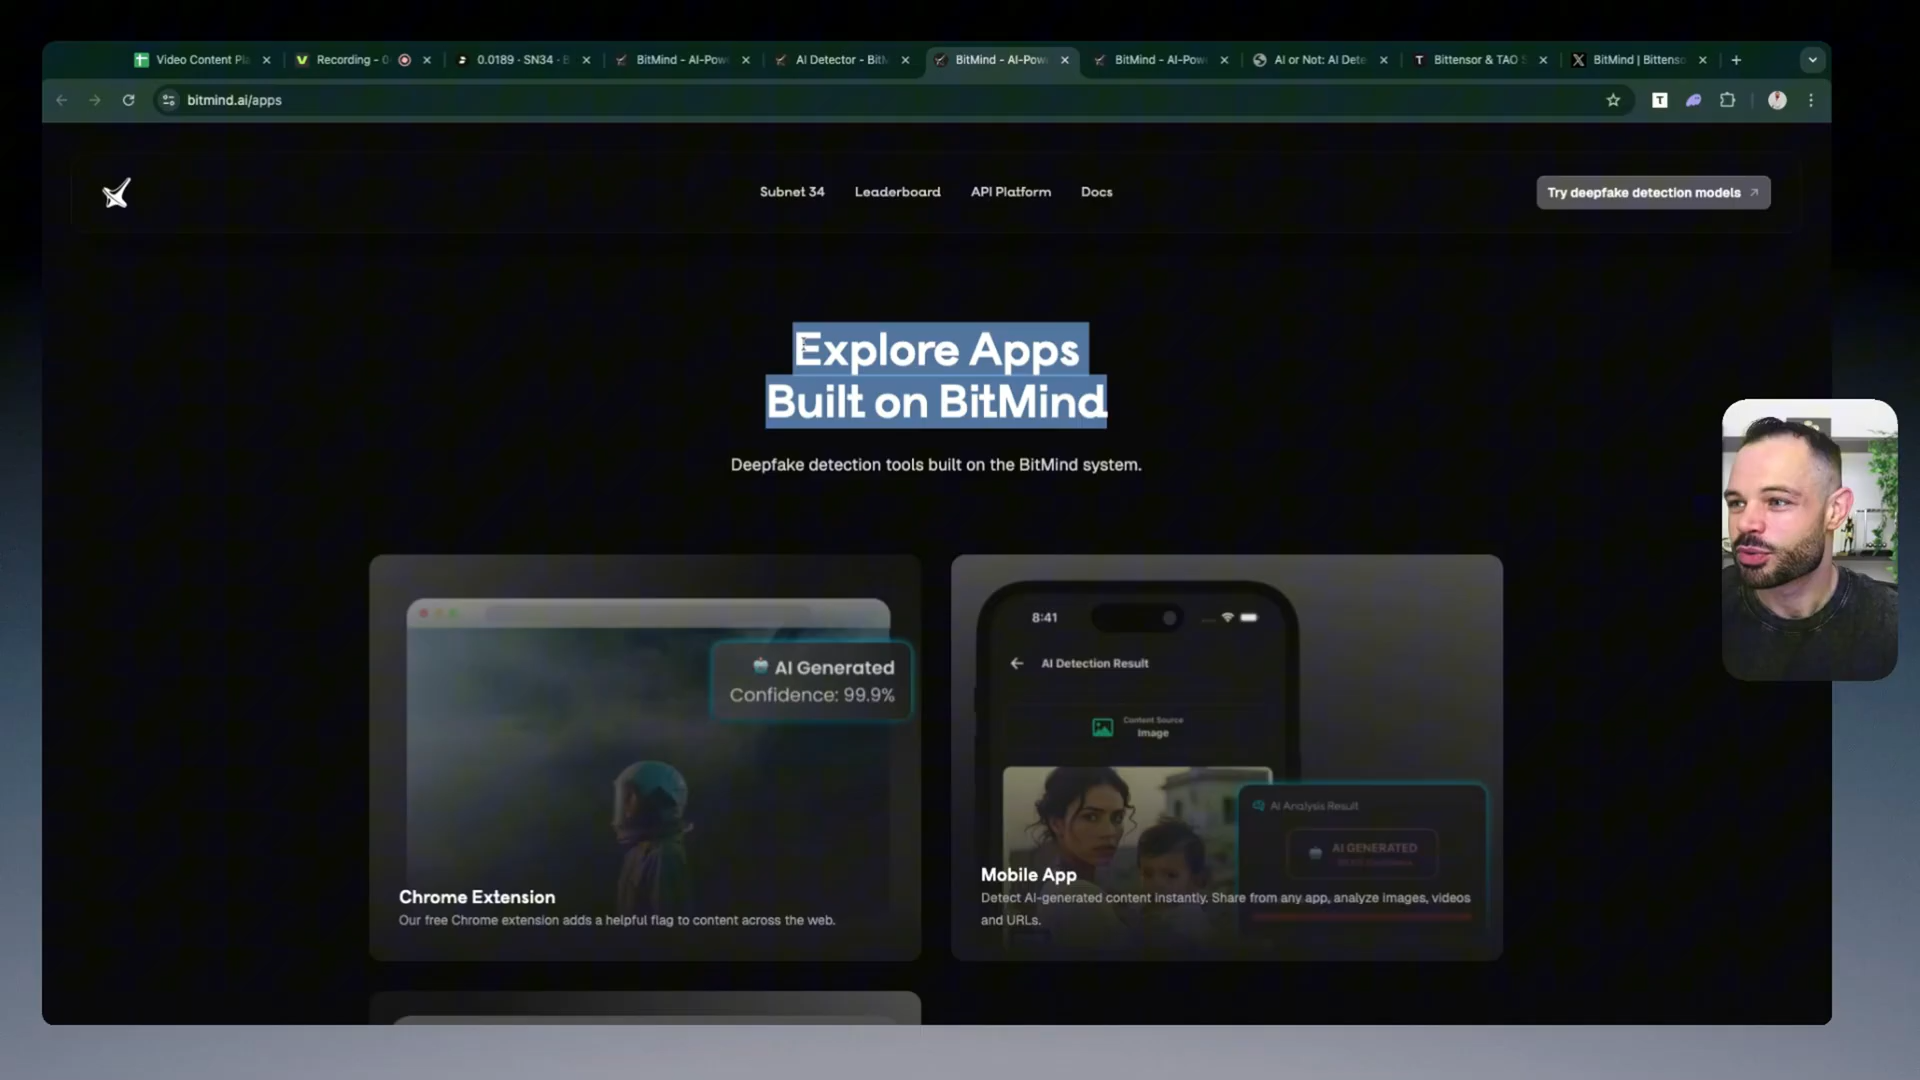 Video Content Pl
Recording - 0
0.0189 · SN34 ·
BitMind - AI-Pow
AI Detector - Bit
BitMind - AI-Pow
BitMind - AI-Pow
AI or Not: AI Dete
Bittensor & TAO
BitMind | Bittens
bitmind.ai/apps
Subnet 34
Leaderboard
API Platform
Docs
Try deepfake detection models
Explore Apps
Built on BitMind
Deepfake detection tools built on the BitMind system.
AI Generated
Confidence: 99.9%
Chrome Extension
Our free Chrome extension adds a helpful flag to content across the web.
8:41
AI Detection Result
Content Source
Image
AI Analysis Result
AI GENERATED
Mobile App
Detect AI-generated content instantly. Share from any app, analyze images, videos
and URLs.